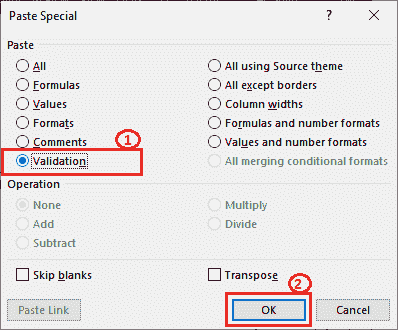 Paste Special
?
Paste
All
All using Source theme
Formulas
All except borders
Values
Column widths
Formats
Formulas and number formats
Comments
1
Values and number formats
Validation
All merging conditional formats
Operation
None
Multiply
Add
Divide
Subtract
Skip blanks
Transpose
2
Paste Link
OK
Cancel